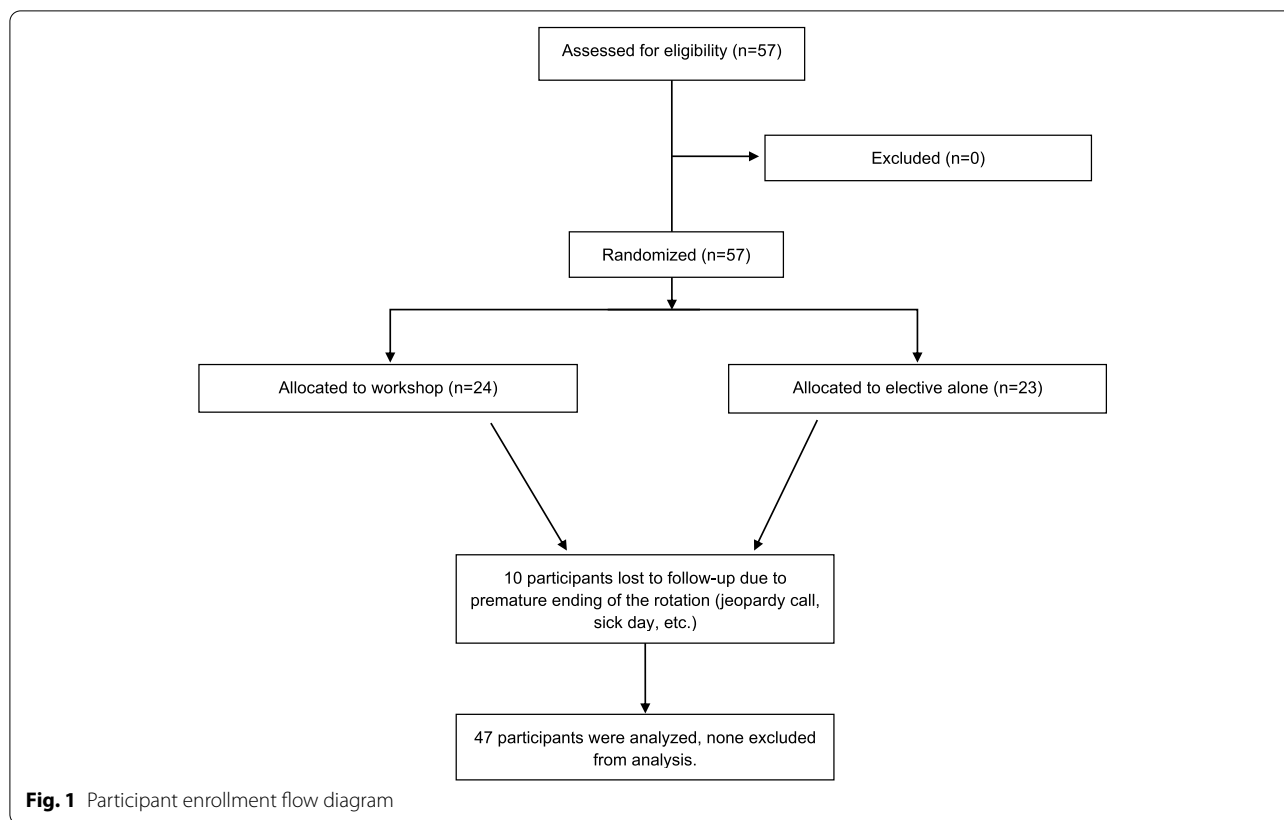 Assessed for eligibility (n=57)
Excluded (n=0)
Randomized (n=57)
Allocated to workshop (n=24)
Allocated to elective alone (n=23)
10 participants lost to follow-up due to
premature ending of the rotation (jeopardy call,
sick day, etc.)
47 participants were analyzed, none excluded
from analysis.
Fig. 1 Participant enrollment flow diagram